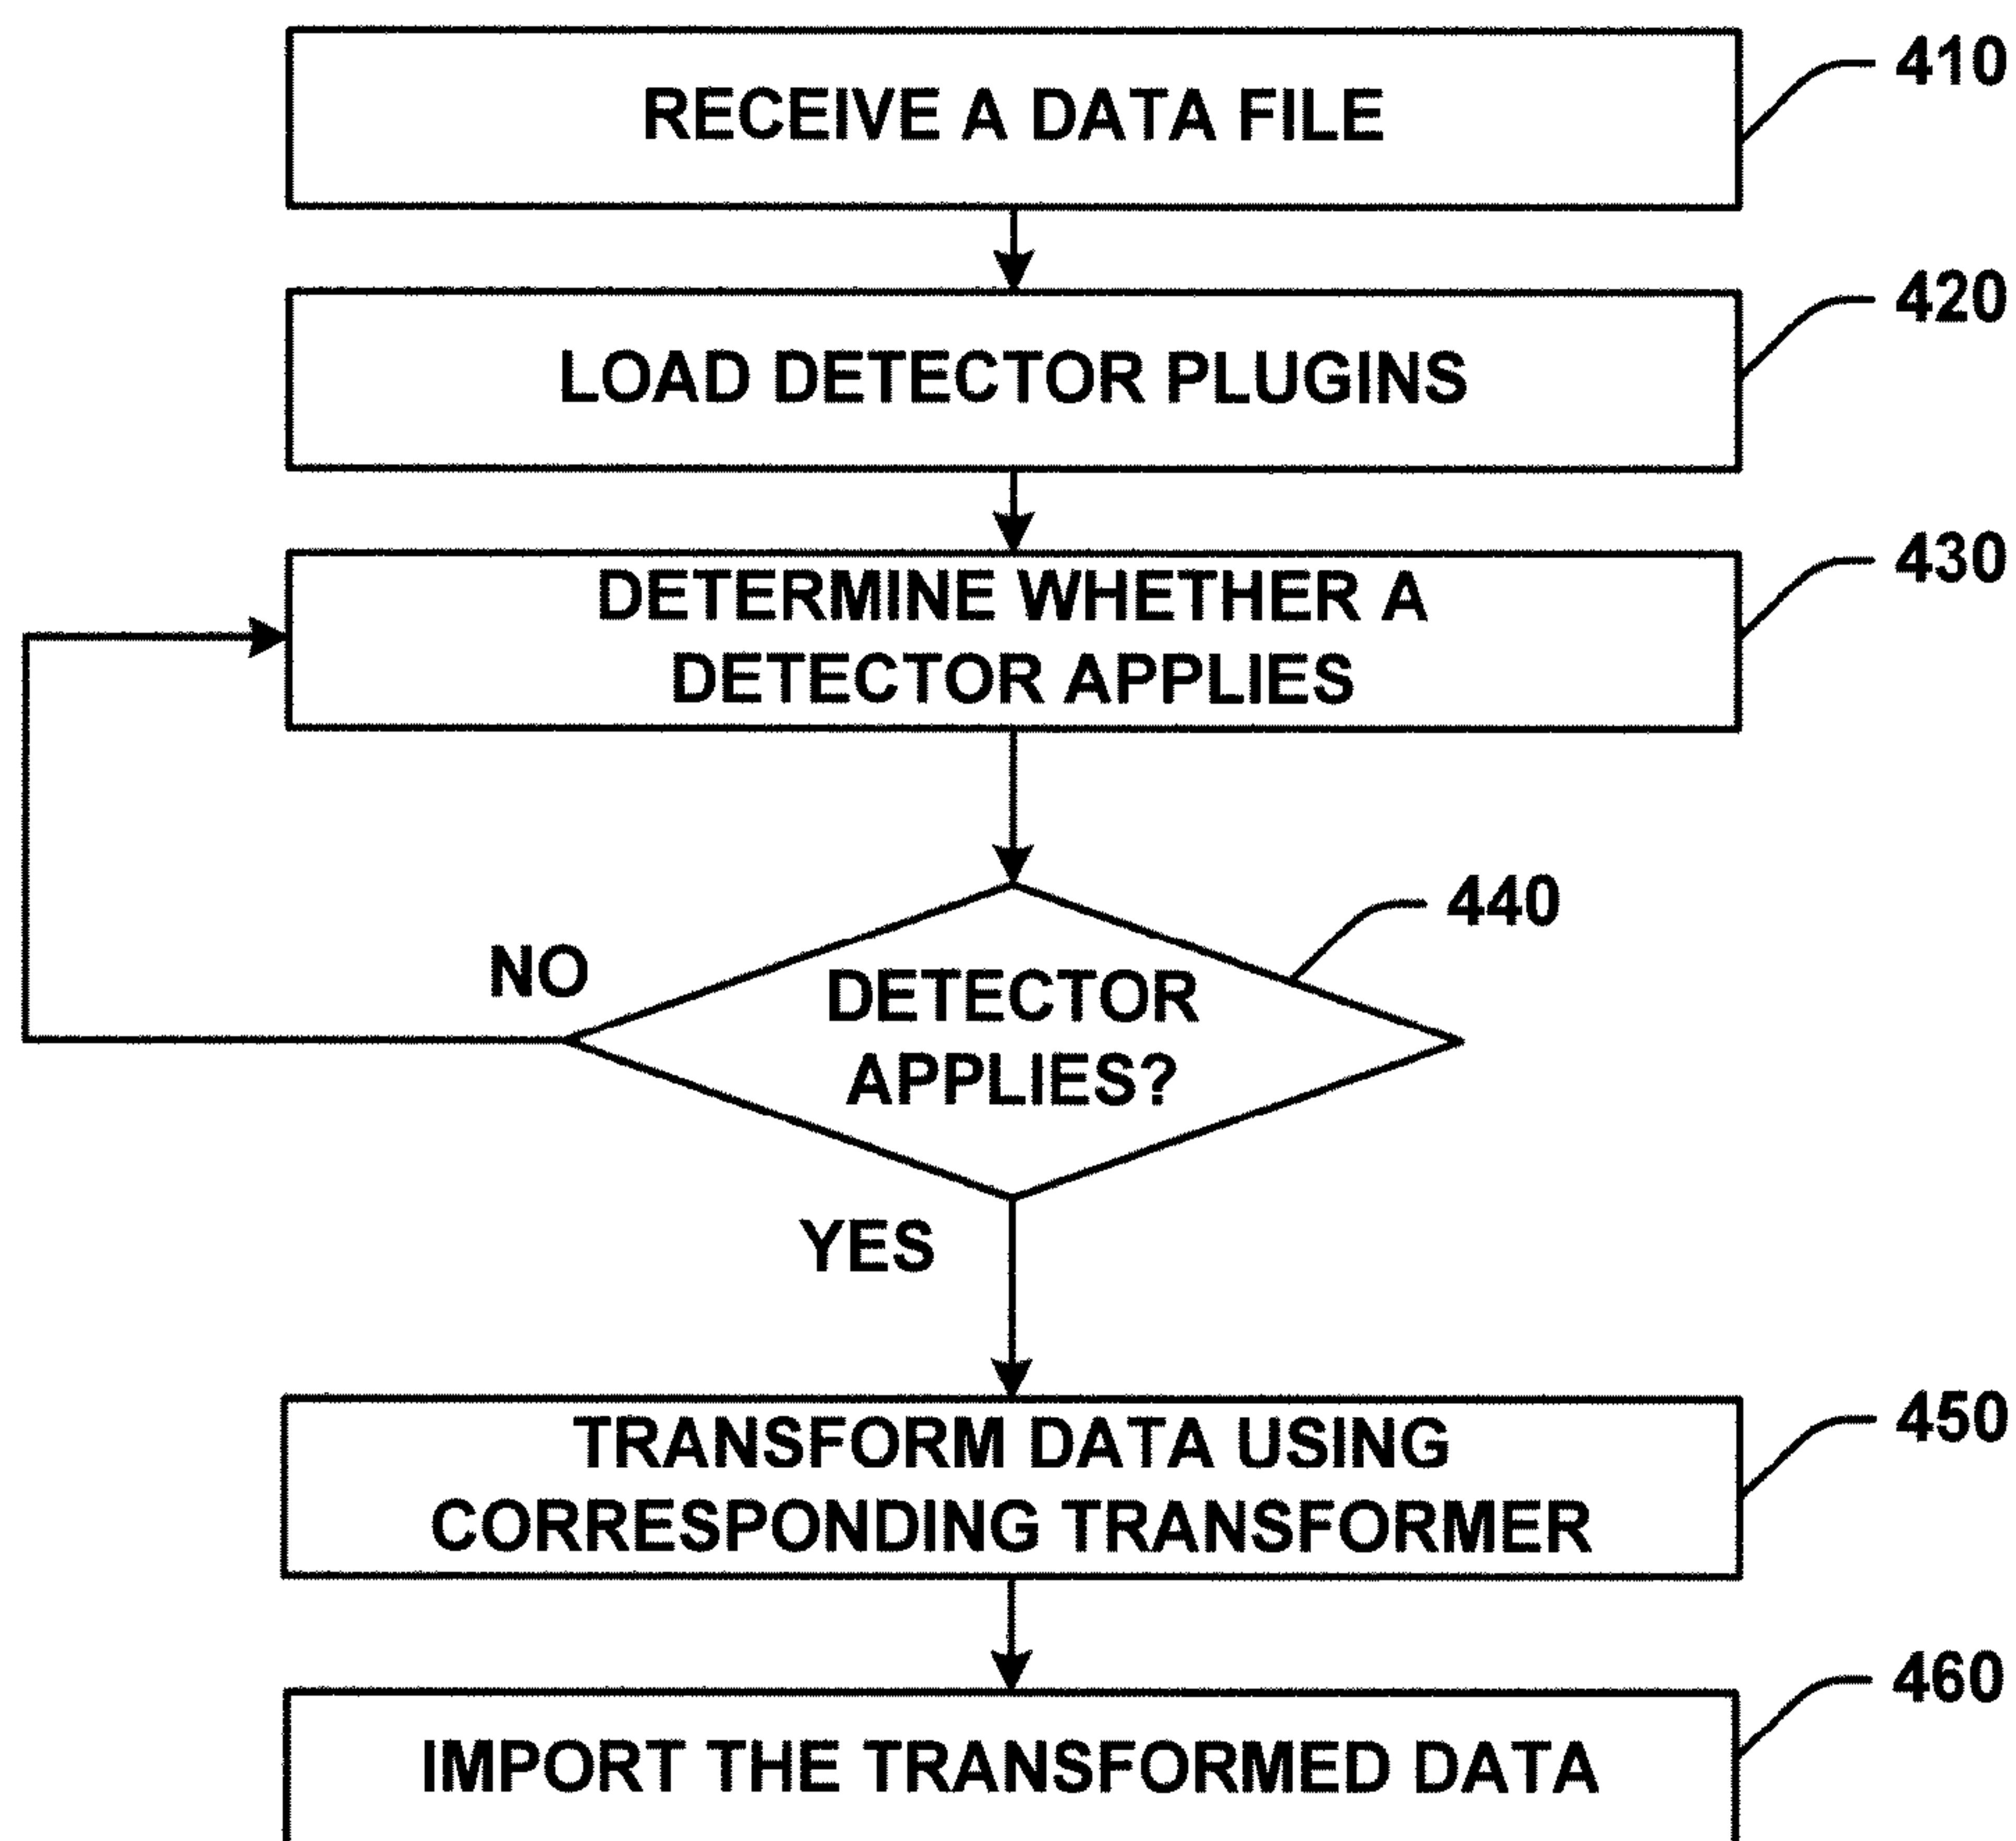 RECEIVE A DATA FILE
410
LOAD DETECTOR PLUGINS
420
DETERMINE WHETHER A
DETECTOR APPLIES
430
440
NO
DETECTOR
APPLIES?
YES
TRANSFORM DATA USING
CORRESPONDING TRANSFORMER
450
460
IMPORT THE TRANSFORMED DATA